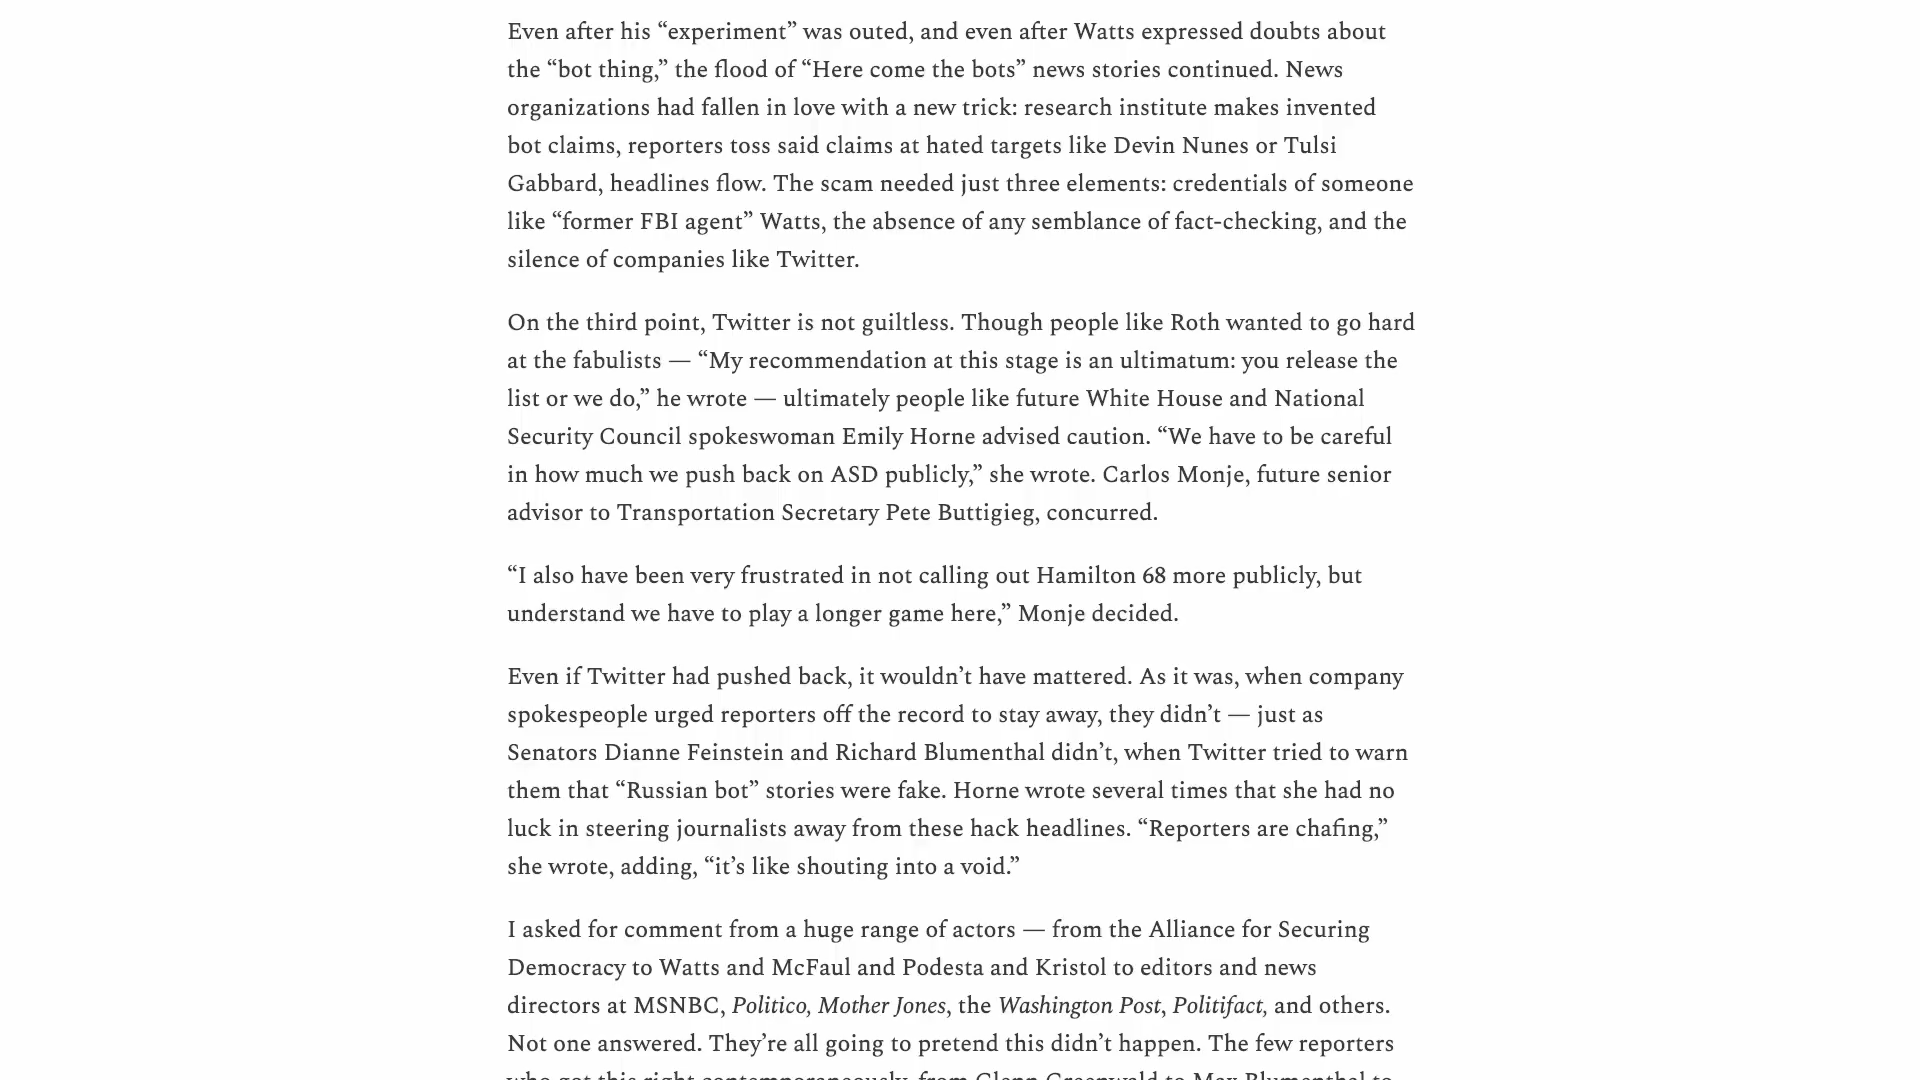 Even after his “experiment” was outed, and even after Watts expressed doubts about
the “bot thing,” the flood of “Here come the bots” news stories continued. News
organizations had fallen in love with a new trick: research institute makes invented
bot claims, reporters toss said claims at hated targets like Devin Nunes or Tulsi
Gabbard, headlines flow. The scam needed just three elements: credentials of someone
like “former FBI agent” Watts, the absence of any semblance of fact-checking, and the
silence of companies like Twitter.
On the third point, Twitter is not guiltless. Though people like Roth wanted to go hard
at the fabulists — “My recommendation at this stage is an ultimatum: you release the
list or we do,” he wrote — ultimately people like future White House and National
Security Council spokeswoman Emily Horne advised caution. “We have to be careful
in how much we push back on ASD publicly,” she wrote. Carlos Monje, future senior
advisor to Transportation Secretary Pete Buttigieg, concurred.
“I also have been very frustrated in not calling out Hamilton 68 more publicly, but
understand we have to play a longer game here,” Monje decided.
Even if Twitter had pushed back, it wouldn’t have mattered. As it was, when company
spokespeople urged reporters off the record to stay away, they didn’t — just as
Senators Dianne Feinstein and Richard Blumenthal didn’t, when Twitter tried to warn
them that “Russian bot” stories were fake. Horne wrote several times that she had no
luck in steering journalists away from these hack headlines. “Reporters are chafing,”
she wrote, adding, “it’s like shouting into a void.”
I asked for comment from a huge range of actors — from the Alliance for Securing
Democracy to Watts and McFaul and Podesta and Kristol to editors and news
directors at MSNBC, Politico, Mother Jones, the Washington Post, Politifact, and others.
Not one answered. They’re all going to pretend this didn’t happen. The few reporters
who got this right contemporaneously, from Glenn Greenwald to Max Blumenthal to